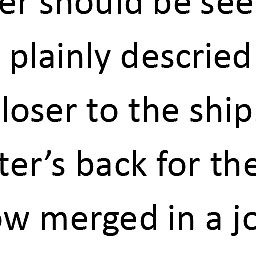 er should be see
plainly descried
loser to the ship
ter’s back for the
ow merged in a jo